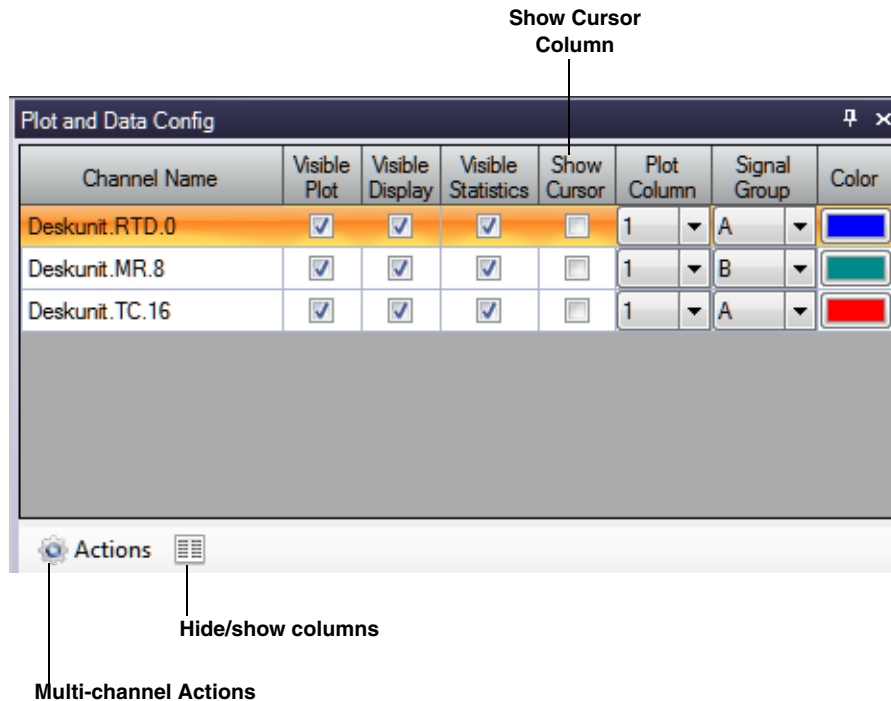 Show Cursor
Column
Plot and Data Config
Channel Name Visible Plot Visible Display Visible Statistics Show Cursor Plot Column Signal Group Color
Deskunit.RTD.0 1 A
Deskunit.MR.8 1 B
Deskunit.TC.16 1 A
Actions
Hide/show columns
Multi-channel Actions